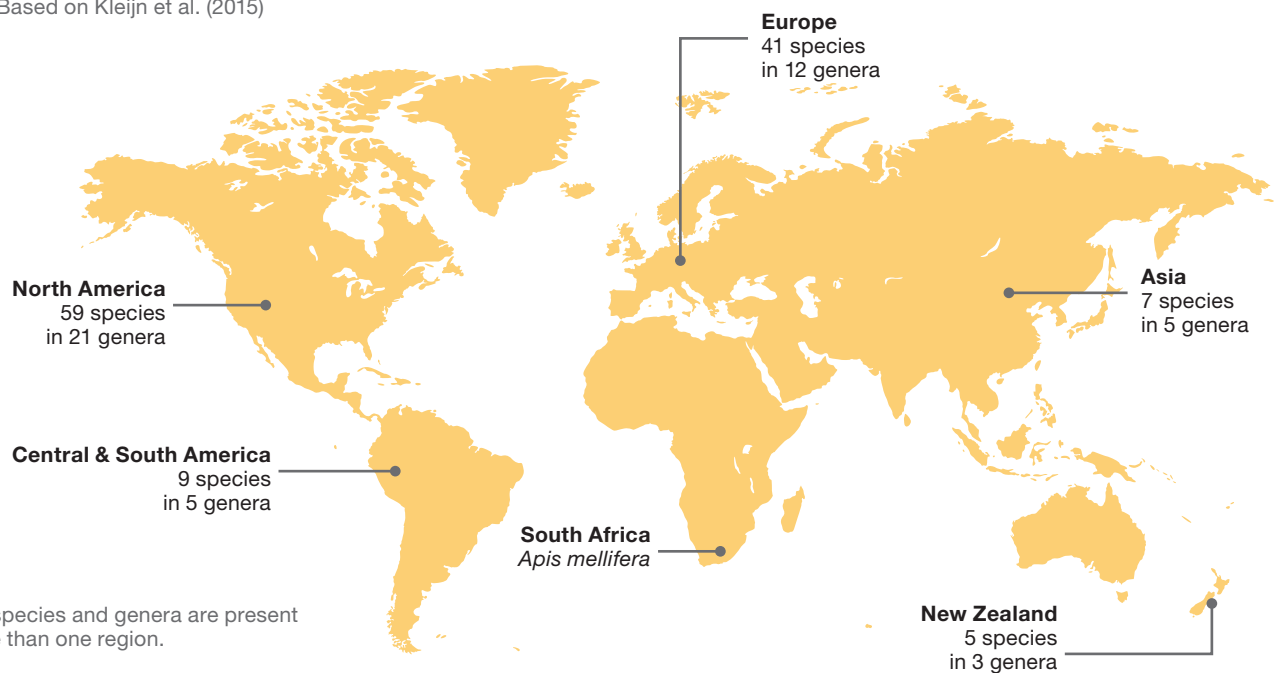 Based on Kleijn et al. (2015)
Europe
41 species
in 12 genera
North America
59 species
in 21 genera
Asia
7 species
in 5 genera
Central & South America
9 species
in 5 genera
South Africa
Apis mellifera
New Zealand
5 species
in 3 genera
species and genera are present
than one region.